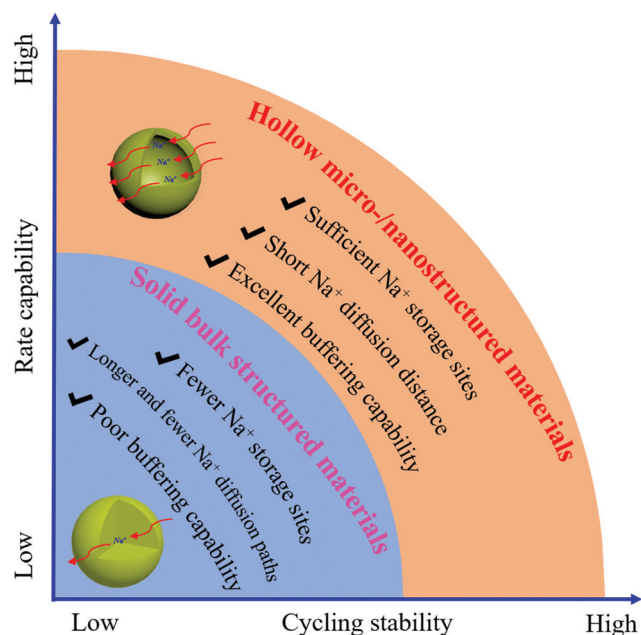 High
Hollow micro-/nanostructured materials
Na⁺
Na⁺
Na⁺
Sufficient Na⁺ storage sites
Short Na⁺ diffusion distance
Excellent buffering capability
Rate capability
Solid bulk structured materials
Fewer Na⁺ storage sites
Longer and fewer Na⁺ diffusion paths
Poor buffering capability
Na⁺
Low
Low
Cycling stability
High